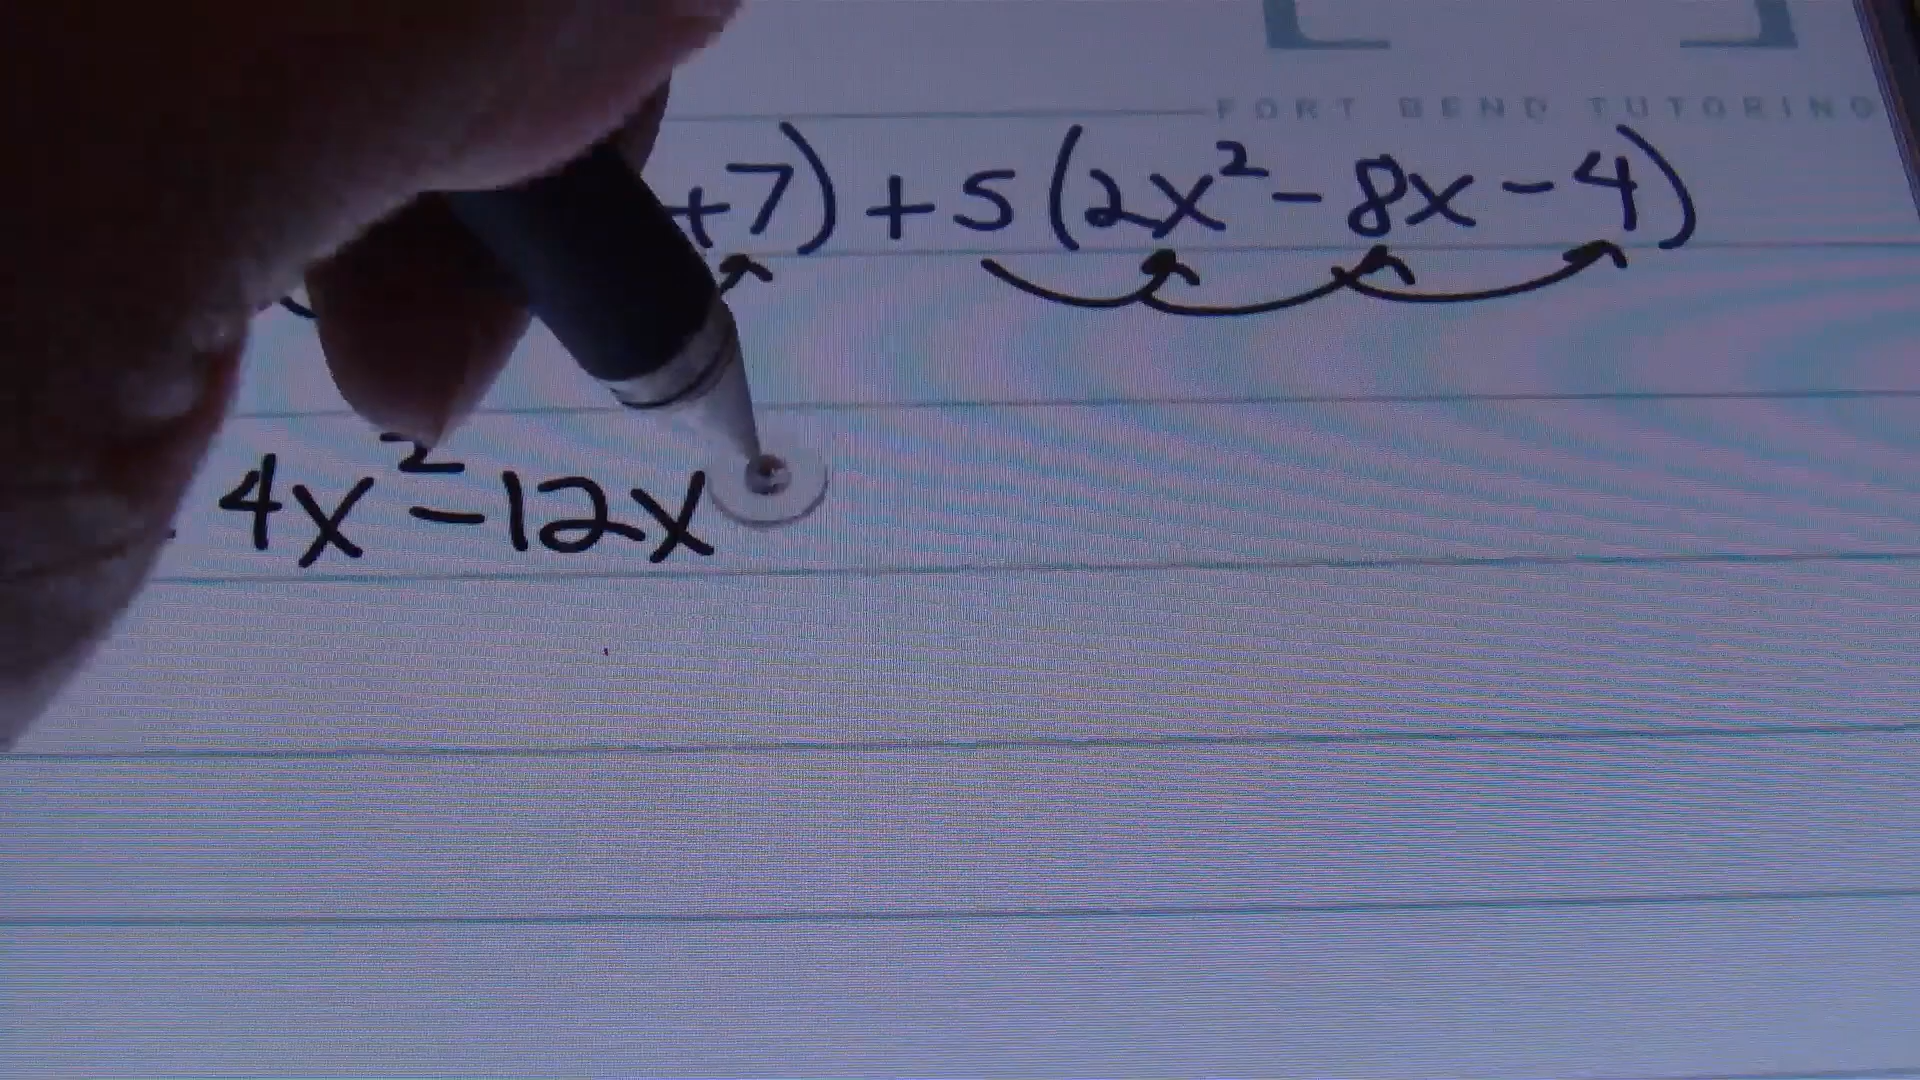 FORT BEND TUTORING
+7) + 5 (2x² - 8x - 4)
4x² - 12x